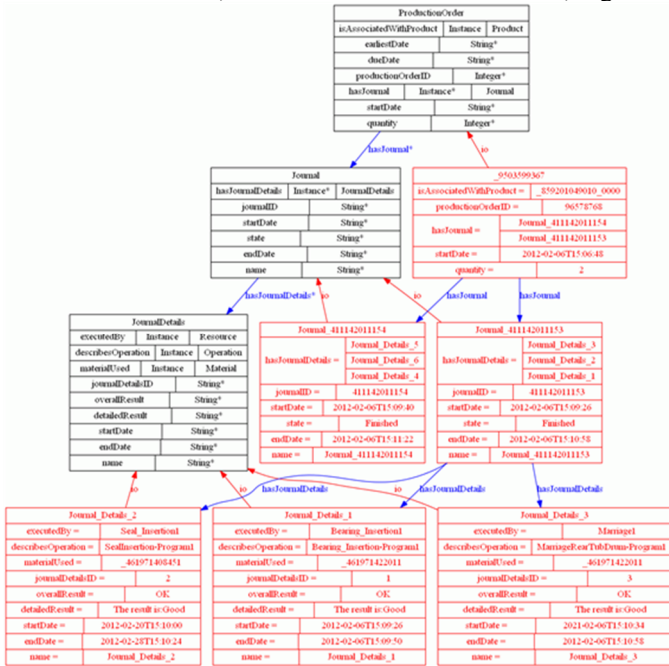 ProductionOrder
isAssociatedWithProduct Instance Product
earliestDate String*
dueDate String*
productionOrderID Integer*
hasJournal Instance* Journal
startDate String*
quantity Integer*
hasJournal* io
Journal
hasJournalDetails Instance* JournalDetails
journalID String*
startDate String*
state String*
endDate String*
name String*
_9503599367
isAssociatedWithProduct = _859201049010_0000
productionOrderID = 96578768
hasJournal = Journal_411142011154
Journal_411142011153
startDate = 2012-02-06T15:06:48
quantity = 2
hasJournalDetails* io io hasJournal hasJournal
JournalDetails
executedBy Instance Resource
describesOperation Instance Operation
materialUsed Instance Material
journalDetailsID String*
overallResult String*
detailedResult String*
startDate String*
endDate String*
name String*
Journal_411142011154
hasJournalDetails = Journal_Details_5
Journal_Details_6
Journal_Details_4
journalID = 411142011154
startDate = 2012-02-06T15:09:40
state = Finished
endDate = 2012-02-06T15:11:22
name = Journal_411142011154
Journal_411142011153
hasJournalDetails = Journal_Details_3
Journal_Details_2
Journal_Details_1
journalID = 411142011153
startDate = 2012-02-06T15:09:26
state = Finished
endDate = 2012-02-06T15:10:58
name = Journal_411142011153
io io hasJournalDetails io hasJournalDetails hasJournalDetails
Journal_Details_2
executedBy = Seal_Insertion1
describesOperation = SealInsertion-Program1
materialUsed = _461971408451
journalDetailsID = 2
overallResult = OK
detailedResult = The result is:Good
startDate = 2012-02-20T15:10:00
endDate = 2012-02-28T15:10:24
name = Journal_Details_2
Journal_Details_1
executedBy = Bearing_Insertion1
describesOperation = Bearing_Insertion-Program1
materialUsed = _461971422011
journalDetailsID = 1
overallResult = OK
detailedResult = The result is:Good
startDate = 2012-02-06T15:09:26
endDate = 2012-02-06T15:09:50
name = Journal_Details_1
Journal_Details_3
executedBy = Marriage1
describesOperation = MarriageRearTubDrum-Program1
materialUsed = _461971422011
journalDetailsID = 3
overallResult = OK
detailedResult = The result is:Good
startDate = 2021-02-06T15:10:34
endDate = 2012-02-06T15:10:58
name = Journal_Details_3